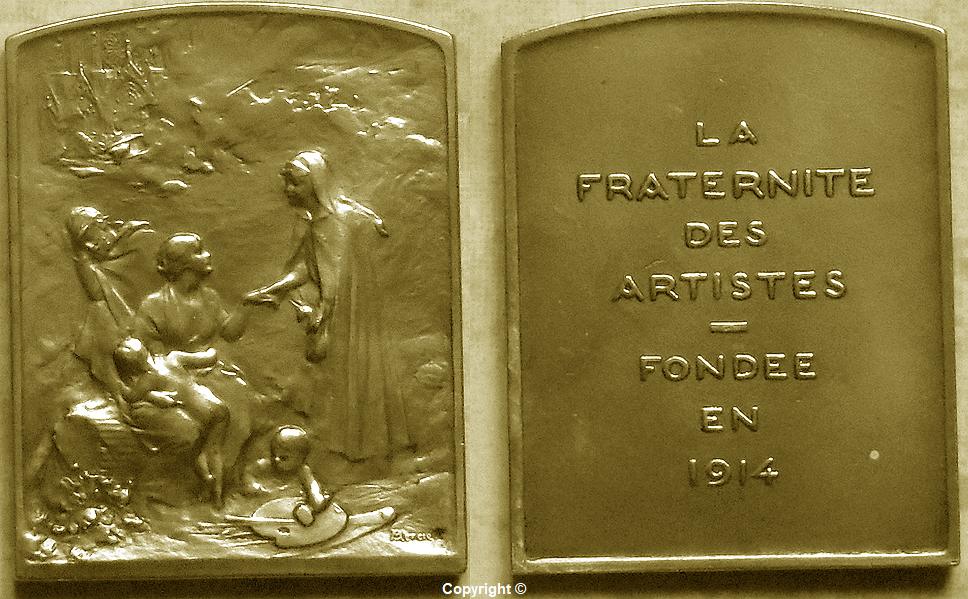 LA
FRATERNITE
DES
ARTISTES
—
FONDEE
EN
1914
Copyright ©